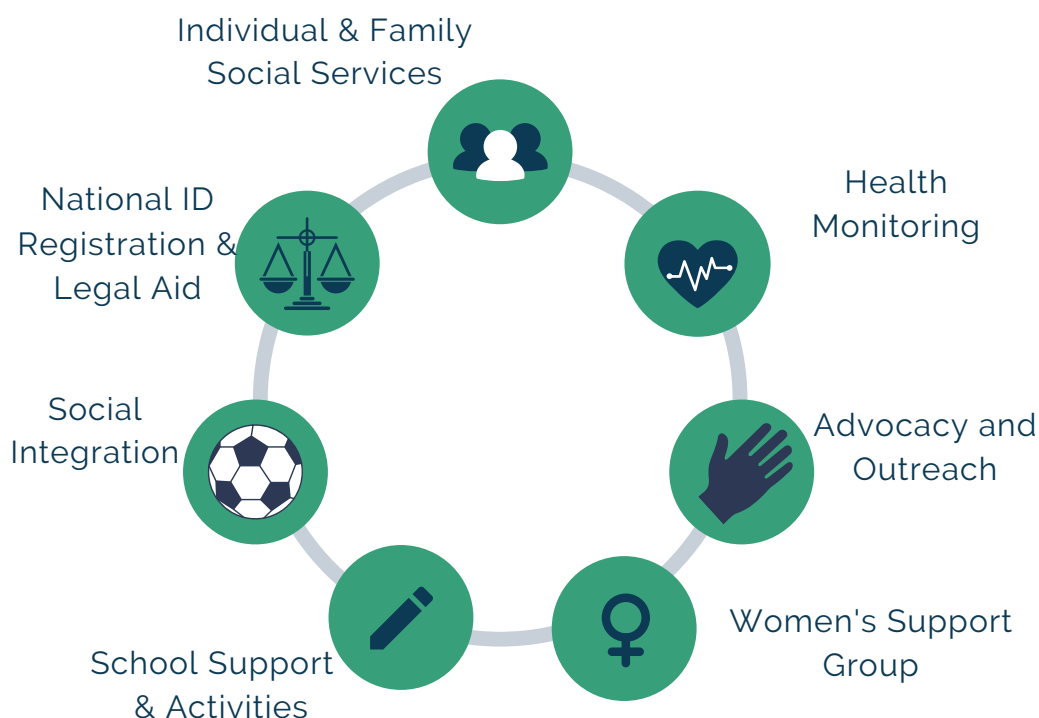 Individual & Family
Social Services
Health
Monitoring
Advocacy and
Outreach
Women's Support
Group
School Support
& Activities
Social
Integration
National ID
Registration &
Legal Aid